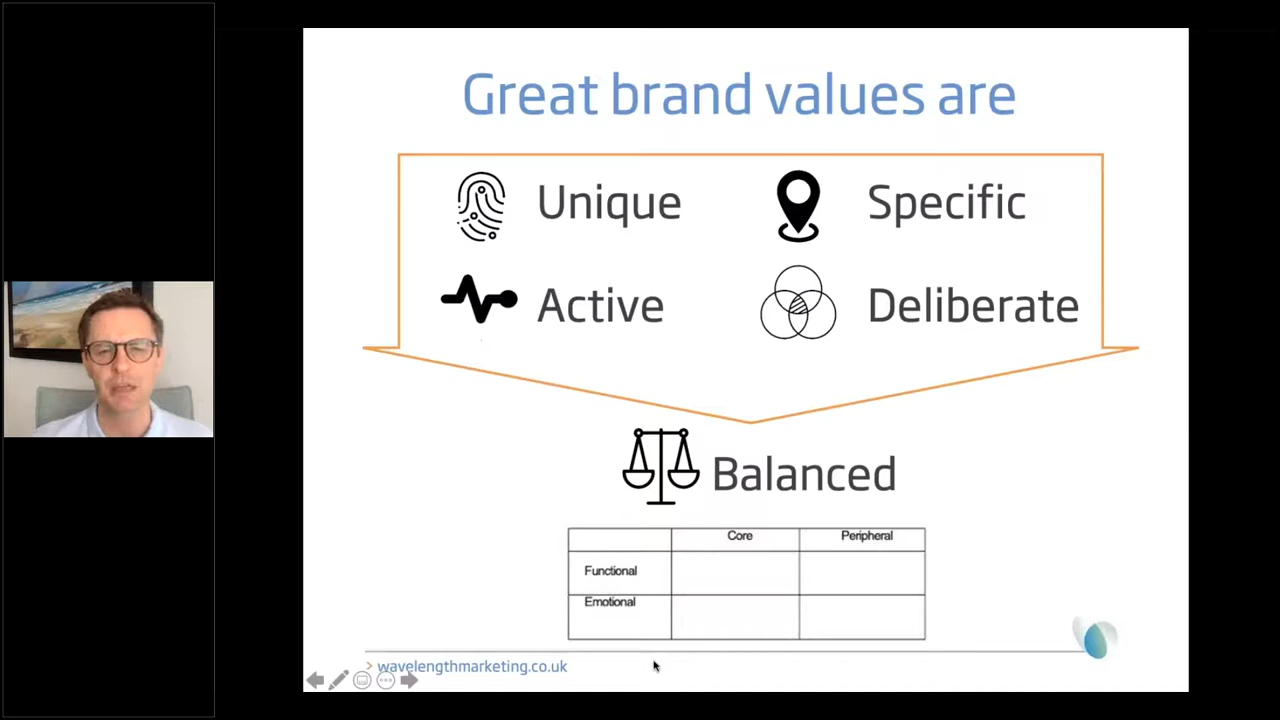 Great brand values are
Unique
Specific
Active
Deliberate
Balanced
Core
Peripheral
Functional
Emotional
wavelengthmarketing.co.uk